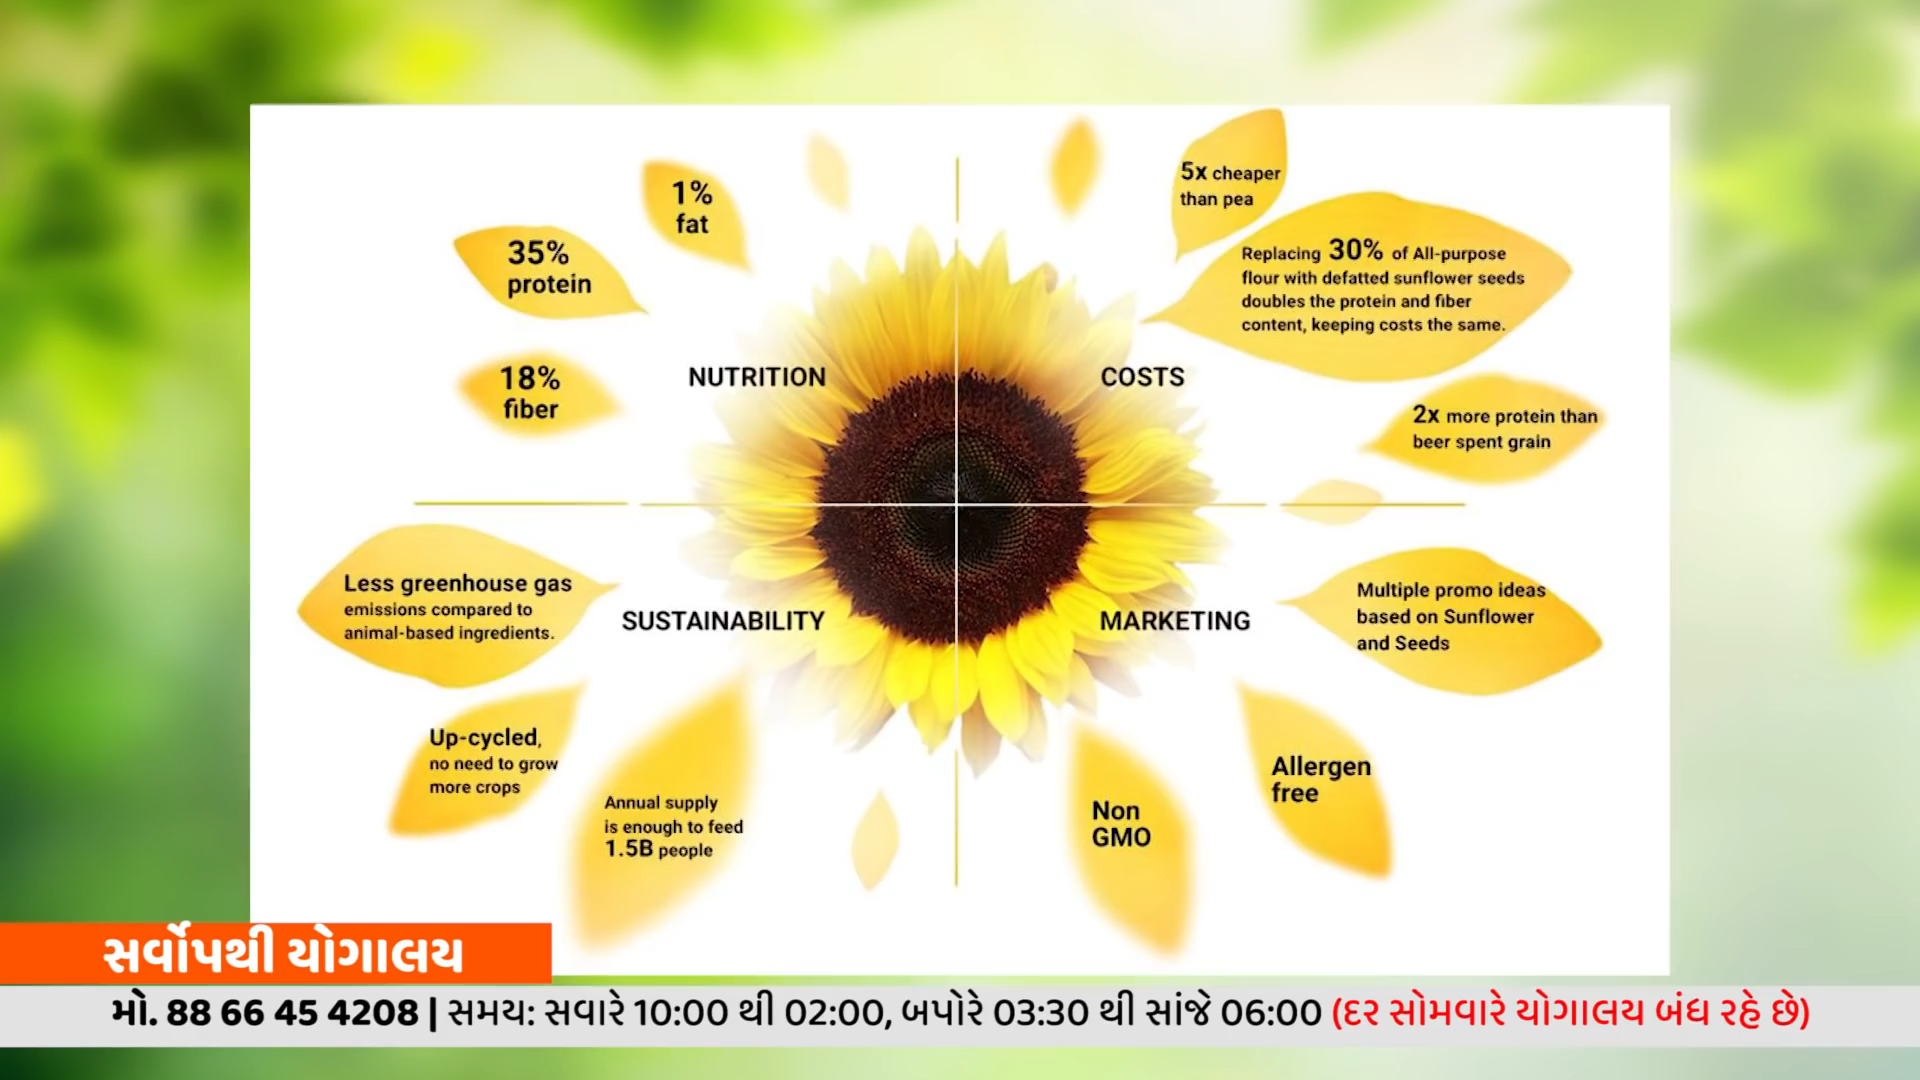 1%
fat
35%
protein
18%
fiber
NUTRITION
5x cheaper
than pea
Replacing 30% of All-purpose
flour with defatted sunflower seeds
doubles the protein and fiber
content, keeping costs the same.
COSTS
2x more protein than
beer spent grain
Less greenhouse gas
emissions compared to
animal-based ingredients.
SUSTAINABILITY
Up-cycled,
no need to grow
more crops
Annual supply
is enough to feed
1.5B people
MARKETING
Multiple promo ideas
based on Sunflower
and Seeds
Allergen
free
Non
GMO
સર્વોપથી યોગાલય
મો. 88 66 45 4208 | સમય: સવારે 10:00 થી 02:00, બપોરે 03:30 થી સાંજે 06:00 (દર સોમવારે યોગાલય બંધ રહે છે)